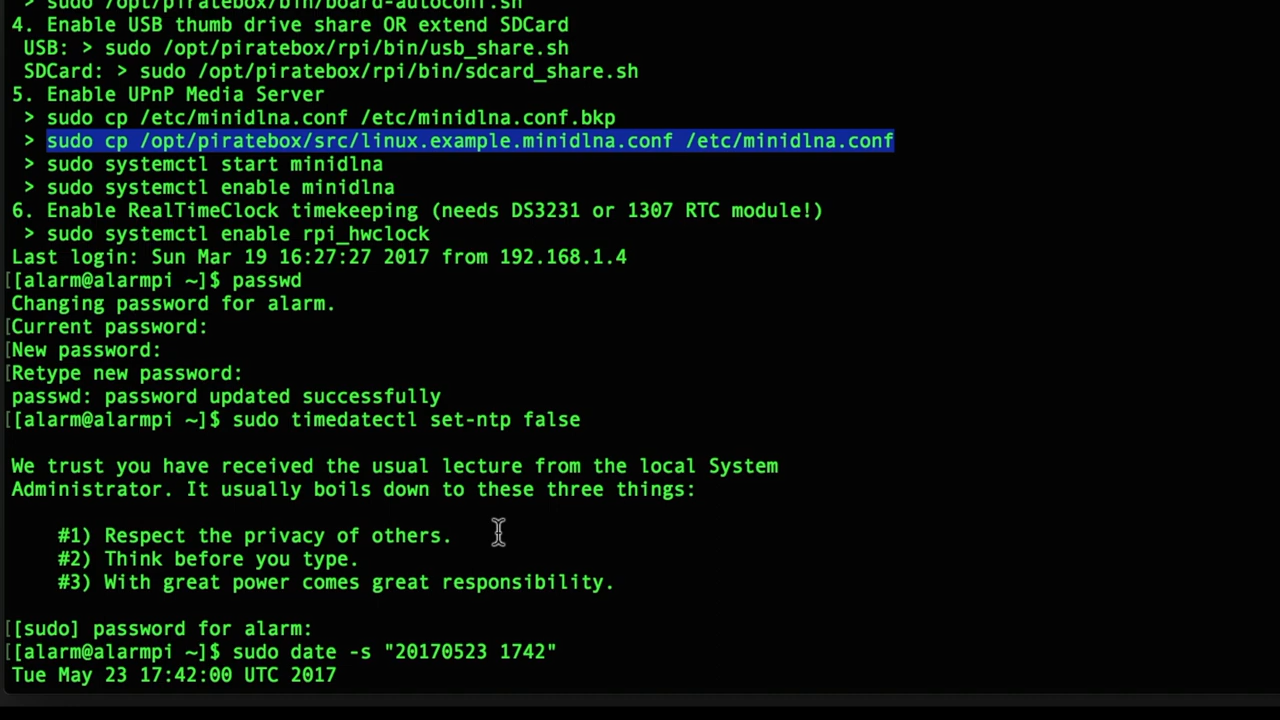 > sudo /opt/piratebox/rpi/bin/board-autoconf.sh
4. Enable USB thumb drive share OR extend SDCard
USB: > sudo /opt/piratebox/rpi/bin/usb_share.sh
SDCard: > sudo /opt/piratebox/rpi/bin/sdcard_share.sh
5. Enable UPnP Media Server
> sudo cp /etc/minidlna.conf /etc/minidlna.conf.bkp
> sudo cp /opt/piratebox/src/linux.example.minidlna.conf /etc/minidlna.conf
> sudo systemctl start minidlna
> sudo systemctl enable minidlna
6. Enable RealTimeClock timekeeping (needs DS3231 or 1307 RTC module!)
> sudo systemctl enable rpi_hwclock
Last login: Sun Mar 19 16:27:27 2017 from 192.168.1.4
[[alarm@alarmpi ~]$ passwd
Changing password for alarm.
[Current password:
[New password:
[Retype new password:
passwd: password updated successfully
[[alarm@alarmpi ~]$ sudo timedatectl set-ntp false
We trust you have received the usual lecture from the local System
Administrator. It usually boils down to these three things:
#1) Respect the privacy of others.
#2) Think before you type.
#3) With great power comes great responsibility.
[[sudo] password for alarm:
[[alarm@alarmpi ~]$ sudo date -s "20170523 1742"
Tue May 23 17:42:00 UTC 2017